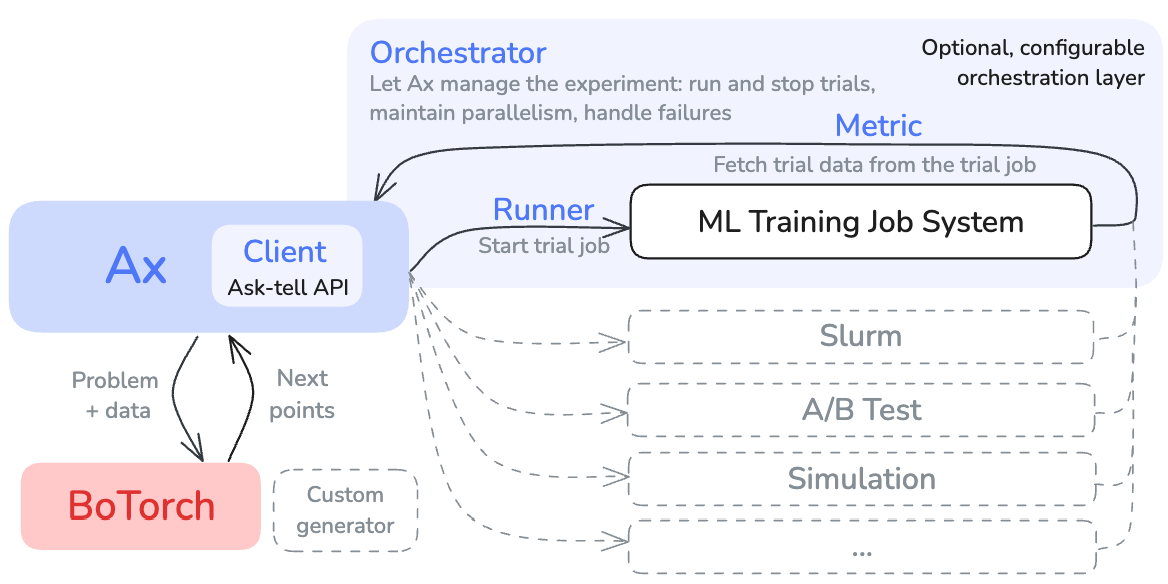 Orchestrator
Let Ax manage the experiment: run and stop trials,
maintain parallelism, handle failures
Optional, configurable
orchestration layer
Metric
Fetch trial data from the trial job
Runner
Start trial job
ML Training Job System
Ax
Client
Ask-tell API
Slurm
A/B Test
Simulation
...
Problem
+ data
Next
points
BoTorch
Custom
generator